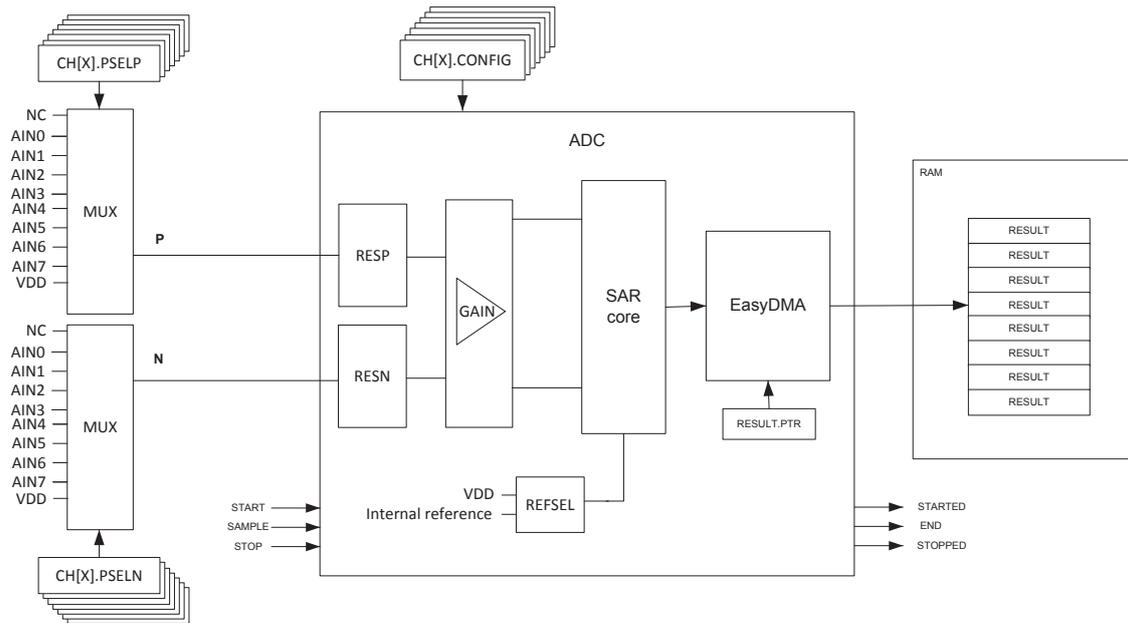 CH[X].PSELP
CH[X].CONFIG
NC
AIN0
AIN1
AIN2
AIN3
AIN4
AIN5
AIN6
AIN7
VDD
MUX
P
NC
AIN0
AIN1
AIN2
AIN3
AIN4
AIN5
AIN6
AIN7
VDD
MUX
N
CH[X].PSELN
ADC
RESP
RESN
GAIN
SAR
core
EasyDMA
RESULT.PTR
VDD
Internal reference
REFSEL
START
SAMPLE
STOP
STARTED
END
STOPPED
RAM
RESULT
RESULT
RESULT
RESULT
RESULT
RESULT
RESULT
RESULT